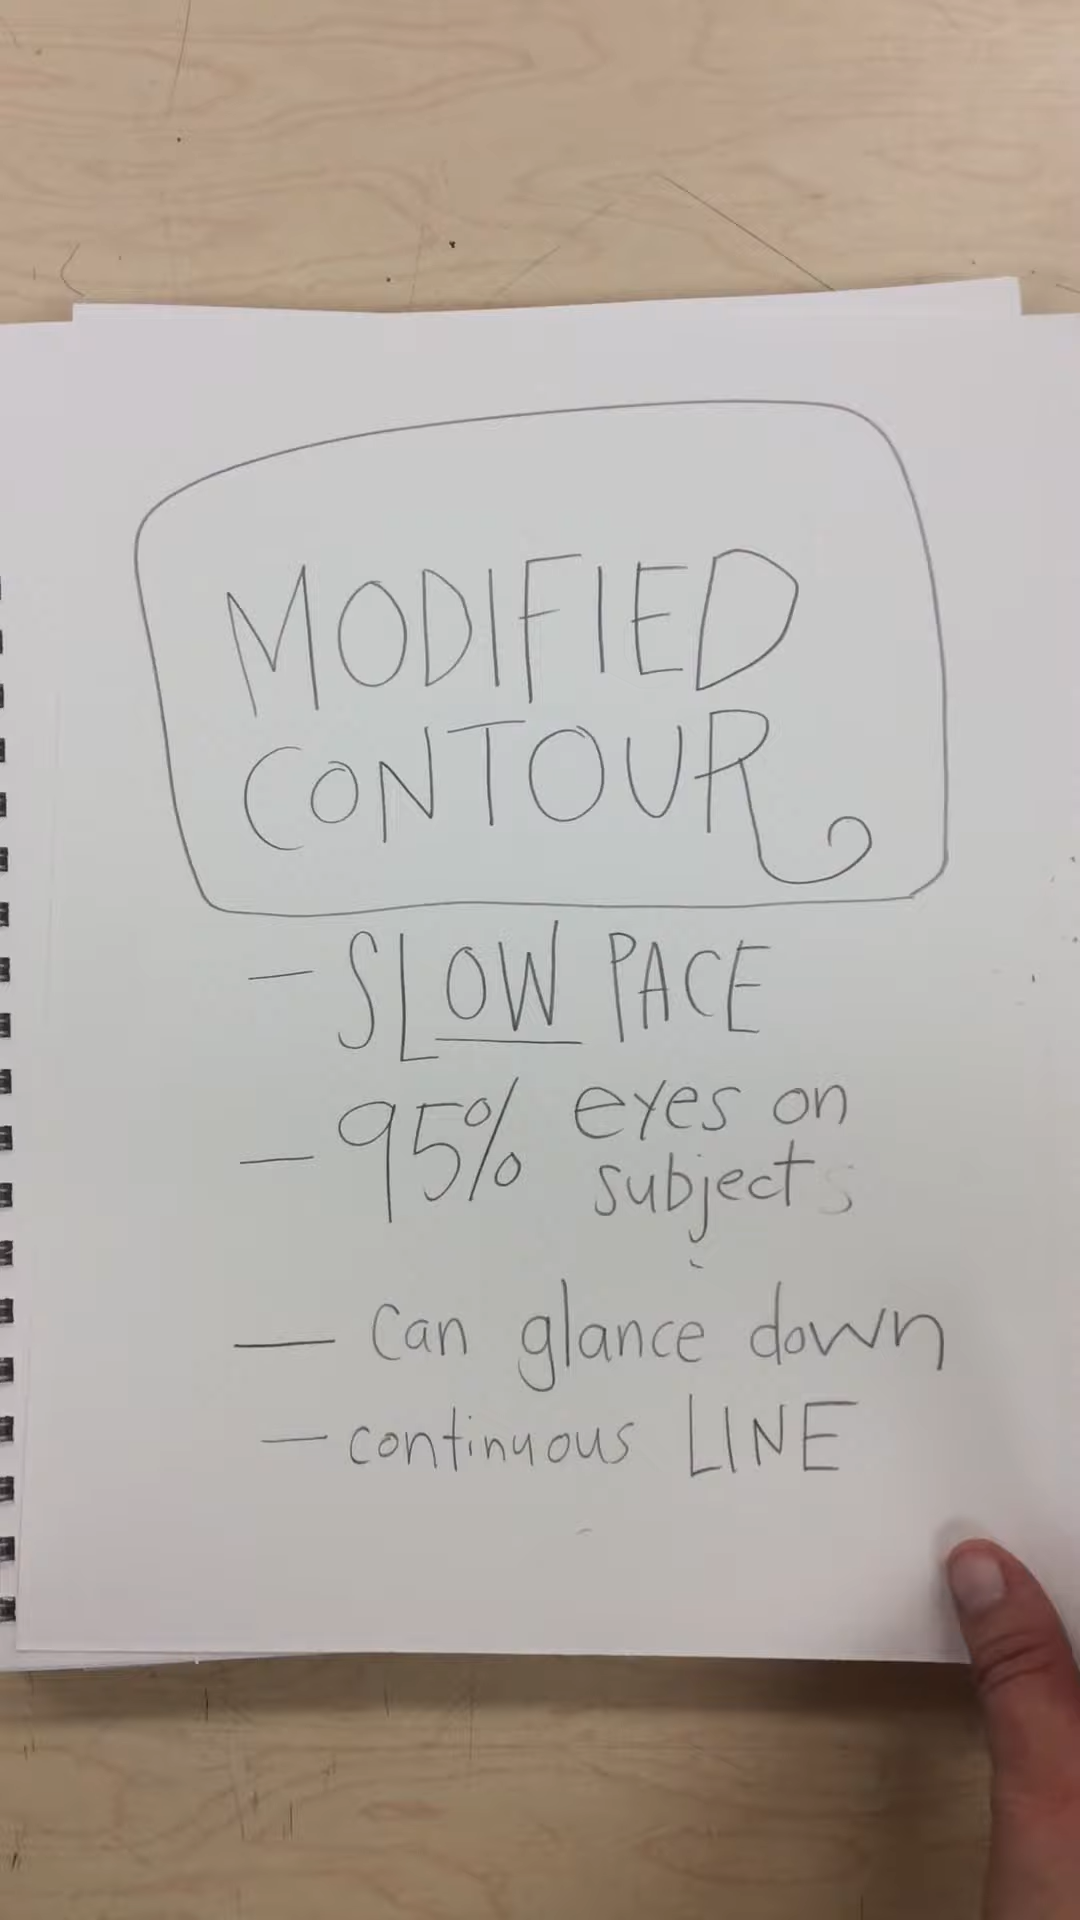 MODIFIED
CONTOUR
- SLOW PACE
- 95% eyes on
subjects
- Can glance down
- continuous LINE